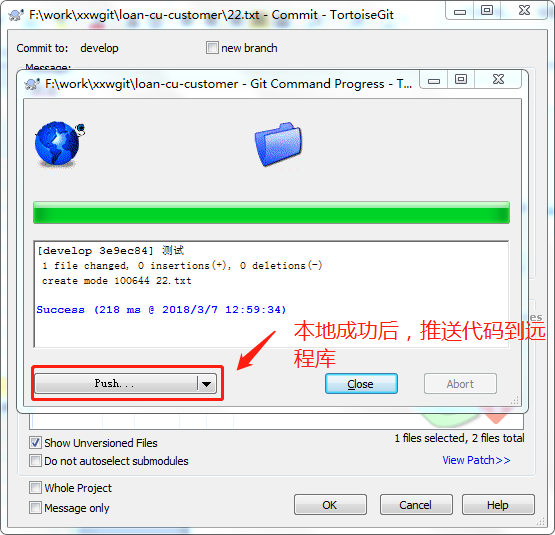 F:\work\xxwgit\loan-cu-customer\22.txt - Commit - TortoiseGit
Commit to: develop
new branch
Message:
F:\work\xxwgit\loan-cu-customer - Git Command Progress - T...
[develop 3e9ec84] 测试
1 file changed, 0 insertions(+), 0 deletions(-)
create mode 100644 22.txt
Success (218 ms @ 2018/3/7 12:59:34)
本地成功后，推送代码到远
程库
Push...
Close
Abort
1 files selected, 2 files total
Show Unversioned Files
Do not autoselect submodules
View Patch>>
Whole Project
Message only
OK
Cancel
Help